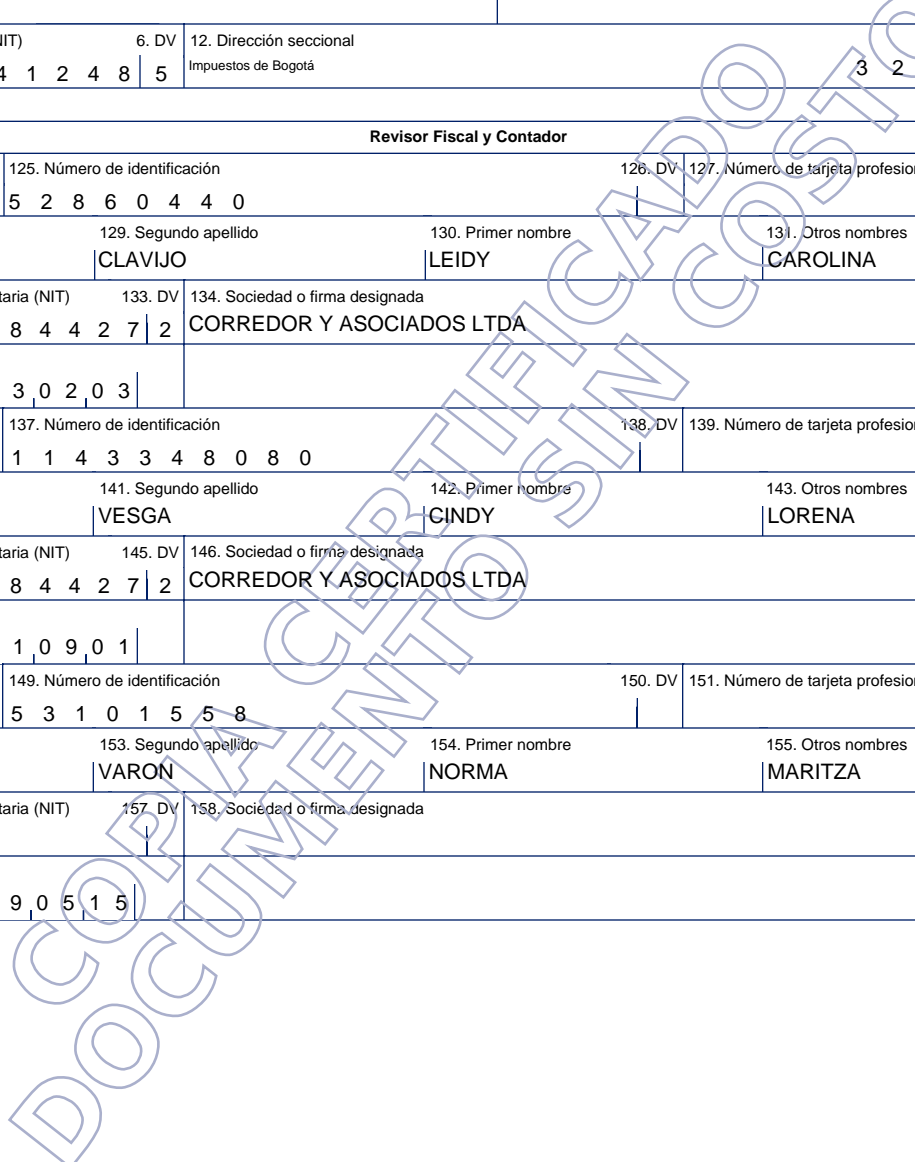 NIT) 6. DV 12. Dirección seccional
4 1 2 4 8 5 Impuestos de Bogotá 3 2
Revisor Fiscal y Contador
125. Número de identificación 126. DV 127. Número de tarjeta profesion
5 2 8 6 0 4 4 0
129. Segundo apellido 130. Primer nombre 131. Otros nombres
CLAVIJO LEIDY CAROLINA
taria (NIT) 133. DV 134. Sociedad o firma designada
8 4 4 2 7 2 CORREDOR Y ASOCIADOS LTDA
3 0 2 0 3
137. Número de identificación 138. DV 139. Número de tarjeta profesion
1 1 4 3 3 4 8 0 8 0
141. Segundo apellido 142. Primer nombre 143. Otros nombres
VESGA CINDY LORENA
taria (NIT) 145. DV 146. Sociedad o firma designada
8 4 4 2 7 2 CORREDOR Y ASOCIADOS LTDA
1 0 9 0 1
149. Número de identificación 150. DV 151. Número de tarjeta profesion
5 3 1 0 1 5 5 8
153. Segundo apellido 154. Primer nombre 155. Otros nombres
VARON NORMA MARITZA
taria (NIT) 157. DV 158. Sociedad o firma designada
9 0 5 1 5
COPIA CERTIFICADO
DOCUMENTO SIN COSTO